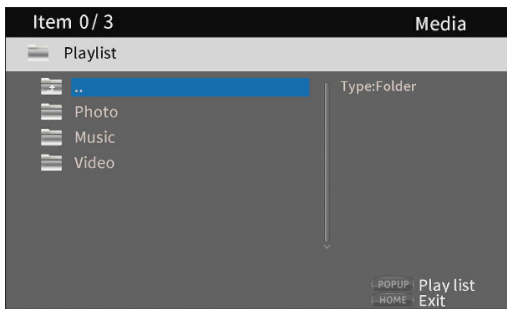 Item 0/3
Media
Playlist
..
Photo
Music
Video
Type:Folder
POPUP Play list
HOME Exit